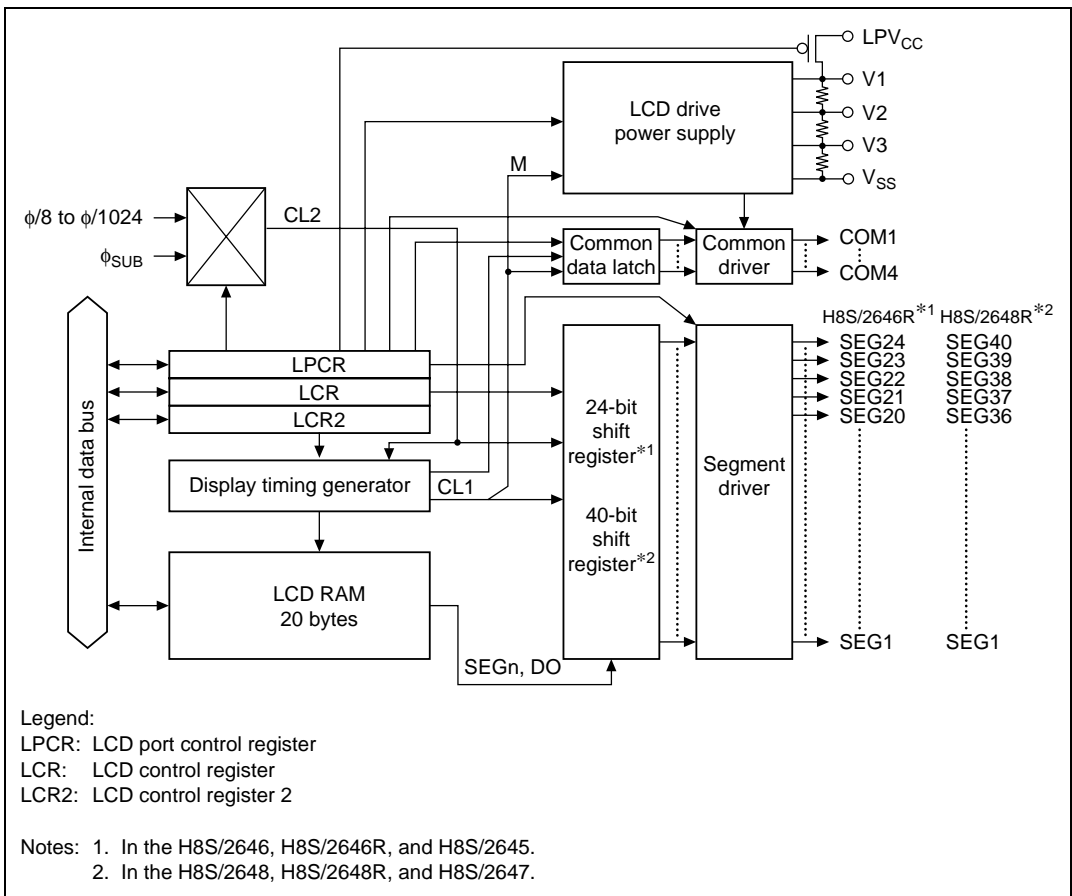 LPVCC
V1
LCD drive
power supply
V2
V3
M
VSS
ϕ/8 to ϕ/1024
CL2
ϕSUB
Common
data latch
Common
driver
COM1
COM4
H8S/2646R*1 H8S/2648R*2
Internal data bus
LPCR
LCR
LCR2
SEG24 SEG40
SEG23 SEG39
SEG22 SEG38
SEG21 SEG37
SEG20 SEG36
24-bit
shift
register*1
Segment
driver
Display timing generator
CL1
40-bit
shift
register*2
LCD RAM
20 bytes
SEG1 SEG1
SEGn, DO
Legend:
LPCR: LCD port control register
LCR: LCD control register
LCR2: LCD control register 2
Notes: 1. In the H8S/2646, H8S/2646R, and H8S/2645.
2. In the H8S/2648, H8S/2648R, and H8S/2647.